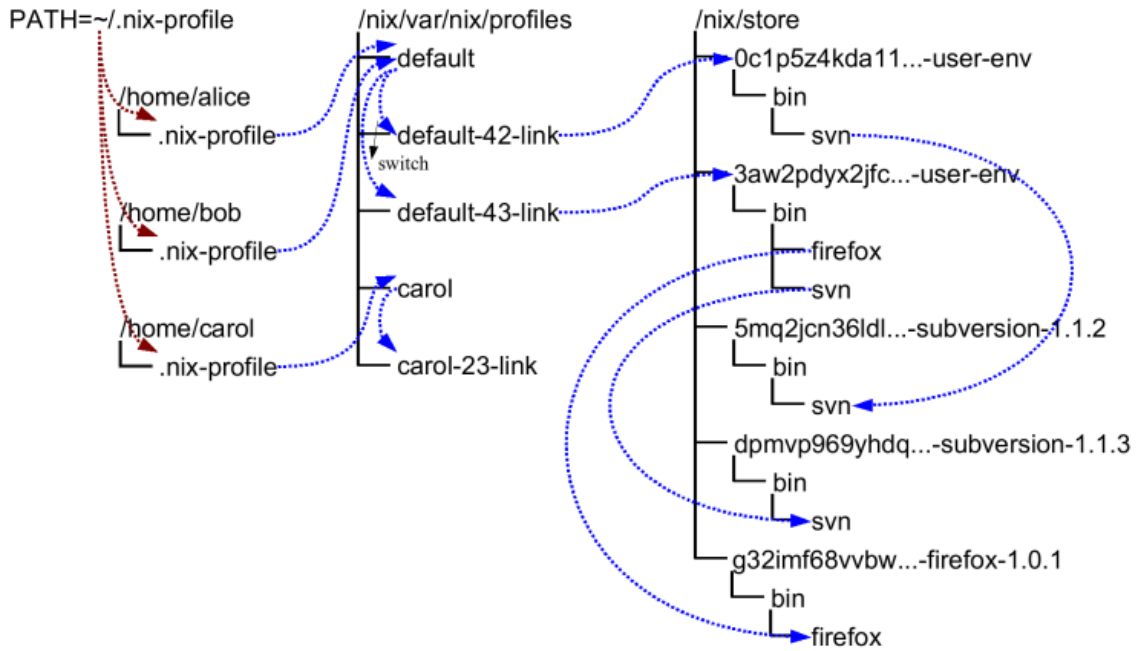 PATH=~/.nix-profile
/home/alice
.nix-profile
/home/bob
.nix-profile
/home/carol
.nix-profile
/nix/var/nix/profiles
default
default-42-link
switch
default-43-link
carol
carol-23-link
/nix/store
0c1p5z4kda11...-user-env
bin
svn
3aw2pdyx2jfc...-user-env
bin
firefox
svn
5mq2jcn36ldl...-subversion-1.1.2
bin
svn
dpmvp969yhdq...-subversion-1.1.3
bin
svn
g32imf68vvbw...-firefox-1.0.1
bin
firefox